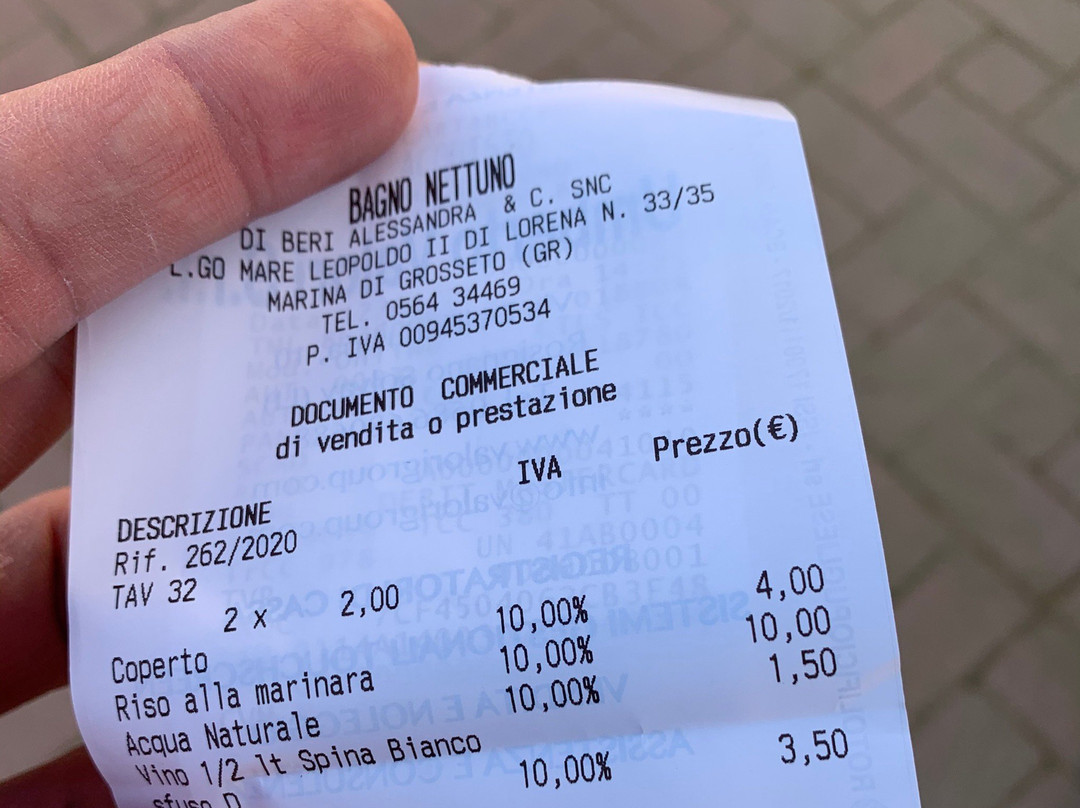 BAGNO NETTUNO
DI BERI ALESSANDRA & C. SNC
L.GO MARE LEOPOLDO II DI LORENA N. 33/35
MARINA DI GROSSETO (GR)
TEL. 0564 34469
P. IVA 00945370534
DOCUMENTO COMMERCIALE
di vendita o prestazione
DESCRIZIONE IVA Prezzo(€)
Rif. 262/2020
TAV 32
2 x 2,00
Coperto 10,00% 4,00
Riso alla marinara 10,00% 10,00
Acqua Naturale 10,00% 1,50
Vino 1/2 lt Spina Bianco
sfuso D 10,00% 3,50